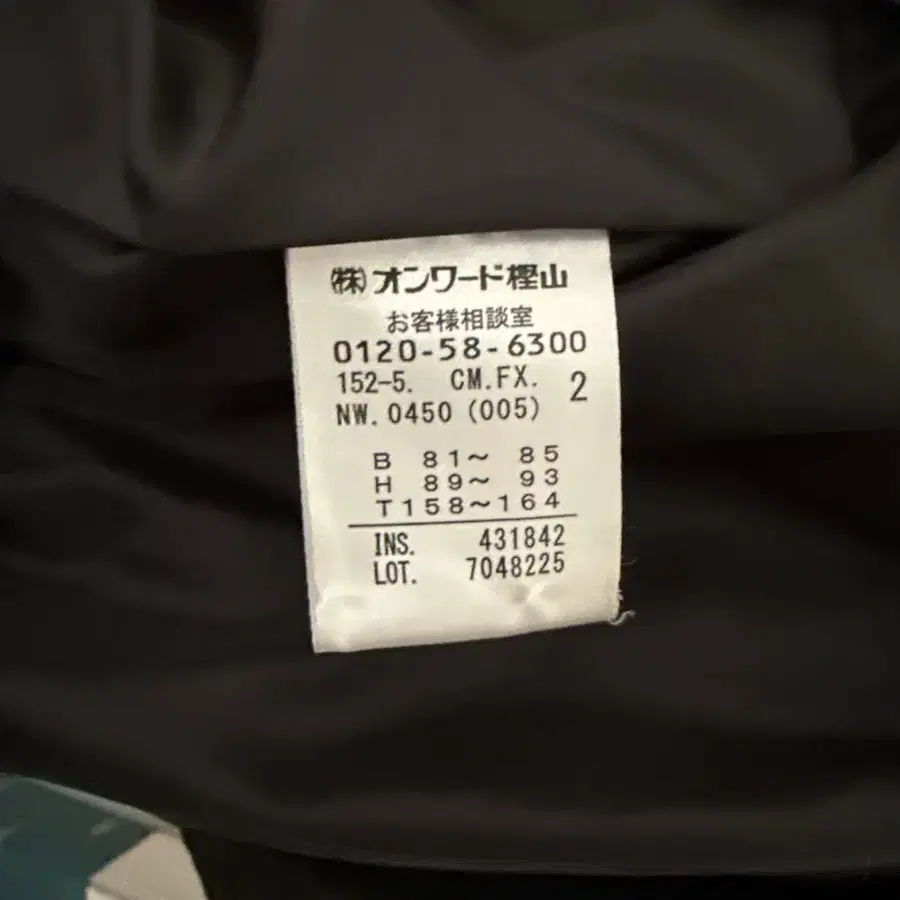 ㈱オンワード樫山
お客様相談室
0120-58-6300
152-5. CM.FX. 2
NW.0450 (005)
B 81～ 85
H 89～ 93
T158～164
INS. 431842
LOT. 7048225